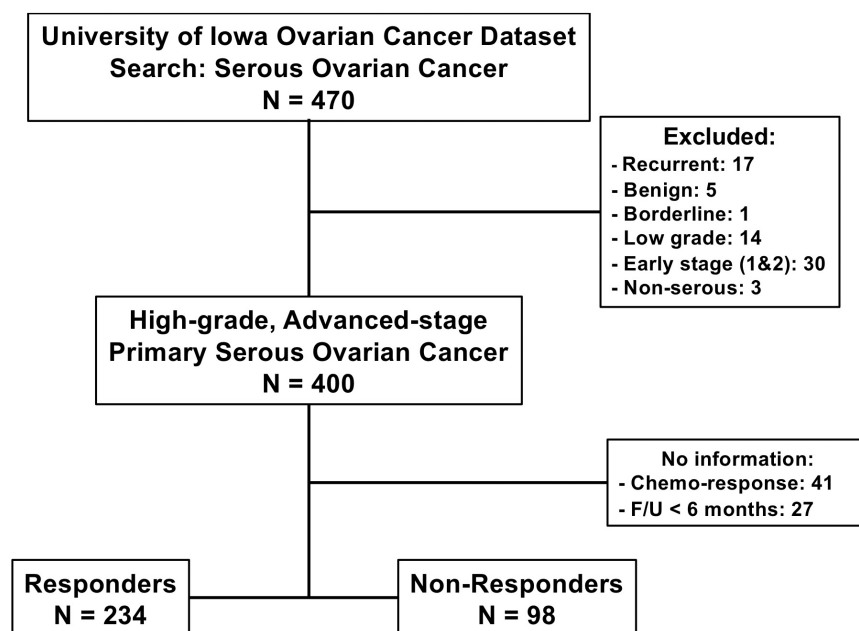 University of Iowa Ovarian Cancer Dataset
Search: Serous Ovarian Cancer
N = 470
Excluded:
- Recurrent: 17
- Benign: 5
- Borderline: 1
- Low grade: 14
- Early stage (1&2): 30
- Non-serous: 3
High-grade, Advanced-stage
Primary Serous Ovarian Cancer
N = 400
No information:
- Chemo-response: 41
- F/U < 6 months: 27
Responders
N = 234
Non-Responders
N = 98